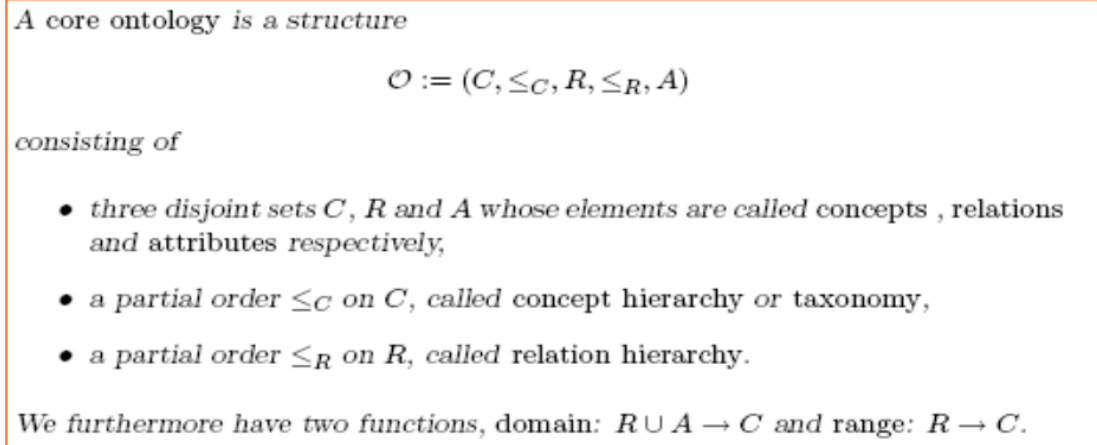 A core ontology is a structure
𝒪 := (C, ≤_C, R, ≤_R, A)
consisting of
• three disjoint sets C, R and A whose elements are called concepts , relations
and attributes respectively,
• a partial order ≤_C on C, called concept hierarchy or taxonomy,
• a partial order ≤_R on R, called relation hierarchy.
We furthermore have two functions, domain: R ∪ A → C and range: R → C.